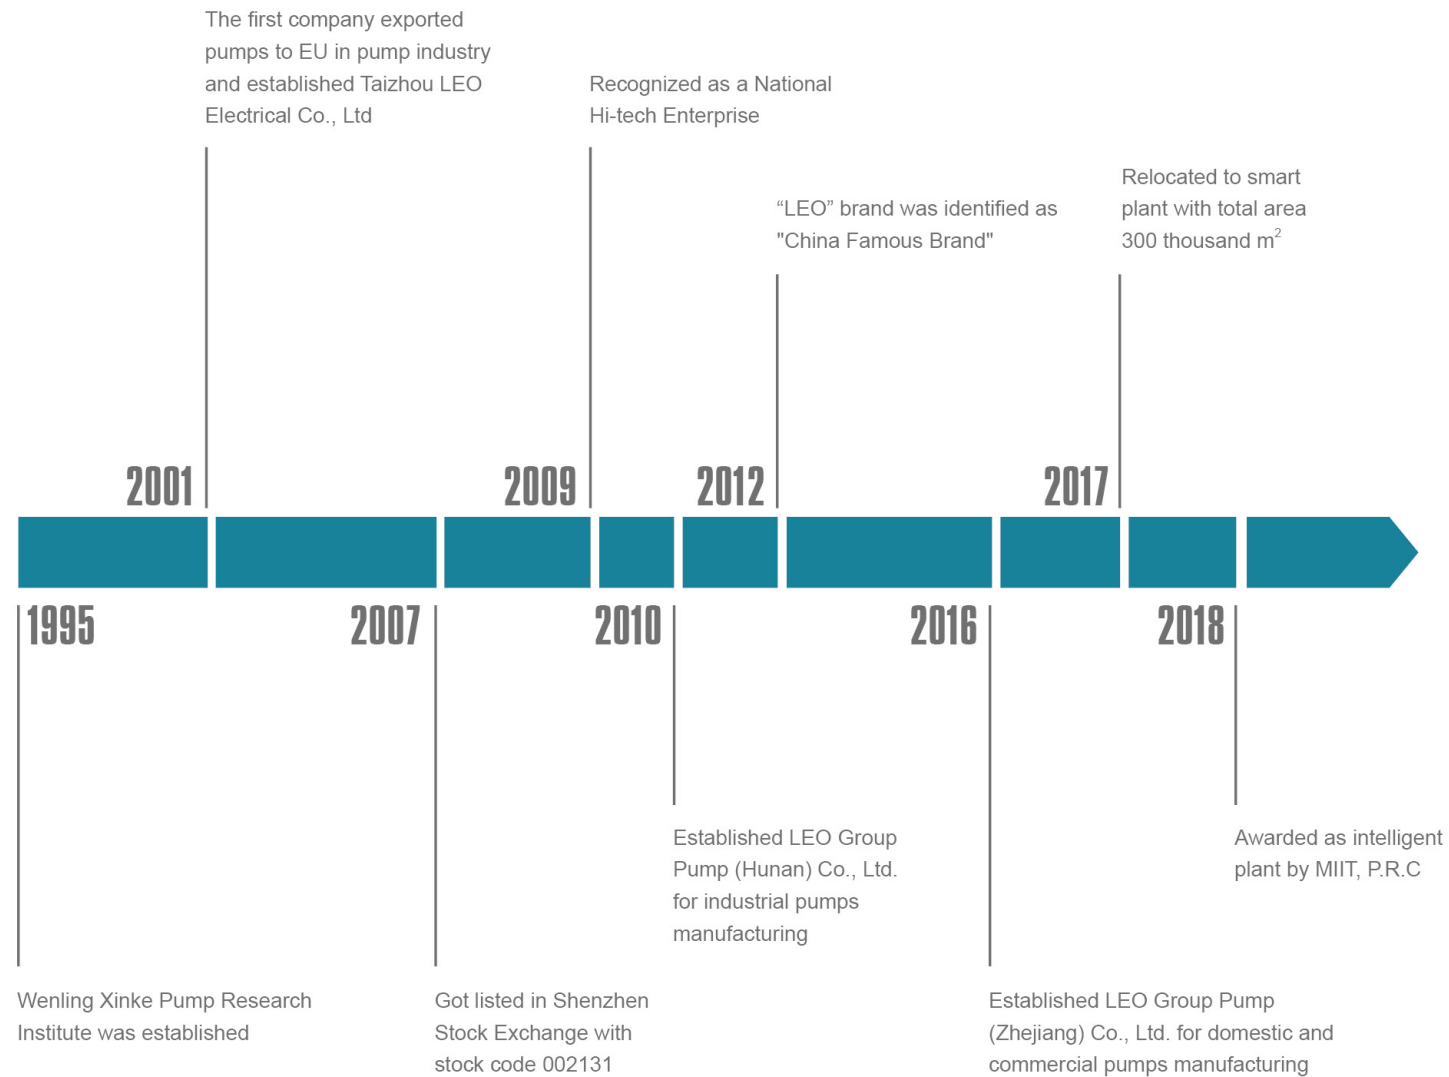 The first company exported
pumps to EU in pump industry
and established Taizhou LEO
Electrical Co., Ltd
Recognized as a National
Hi-tech Enterprise
“LEO” brand was identified as
"China Famous Brand"
Relocated to smart
plant with total area
300 thousand m²
2001
2009
2012
2017
1995
2007
2010
2016
2018
Wenling Xinke Pump Research
Institute was established
Got listed in Shenzhen
Stock Exchange with
stock code 002131
Established LEO Group
Pump (Hunan) Co., Ltd.
for industrial pumps
manufacturing
Established LEO Group Pump
(Zhejiang) Co., Ltd. for domestic and
commercial pumps manufacturing
Awarded as intelligent
plant by MIIT, P.R.C